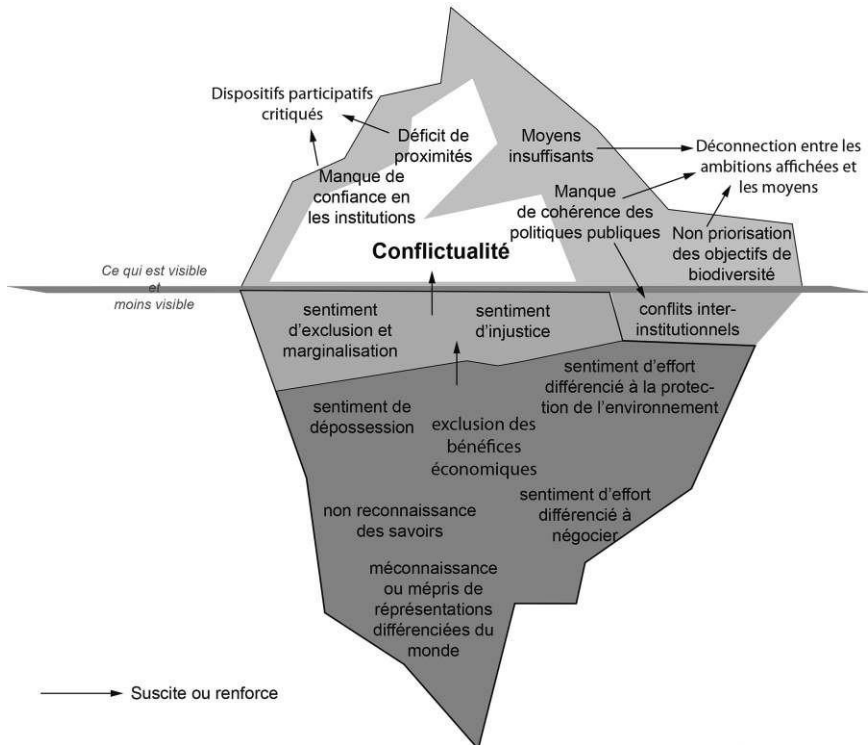 Dispositifs participatifs
critiqués
Déficit de
proximités
Manque de
confiance en
les institutions
Moyens
insuffisants
Déconnection entre les
ambitions affichées et
les moyens
Manque
de cohérence des
politiques publiques
Non priorisation
des objectifs de
biodiversité
Conflictualité
Ce qui est visible
et
moins visible
sentiment
d'exclusion et
marginalisation
sentiment
d'injustice
conflits inter-
institutionnels
sentiment d'effort
différencié à la protec-
tion de l'environnement
sentiment de
dépossession
exclusion des
bénéfices
économiques
sentiment d'effort
différencié à
négocier
non reconnaissance
des savoirs
méconnaissance
ou mépris de
réprésentations
différenciées du
monde
Suscite ou renforce